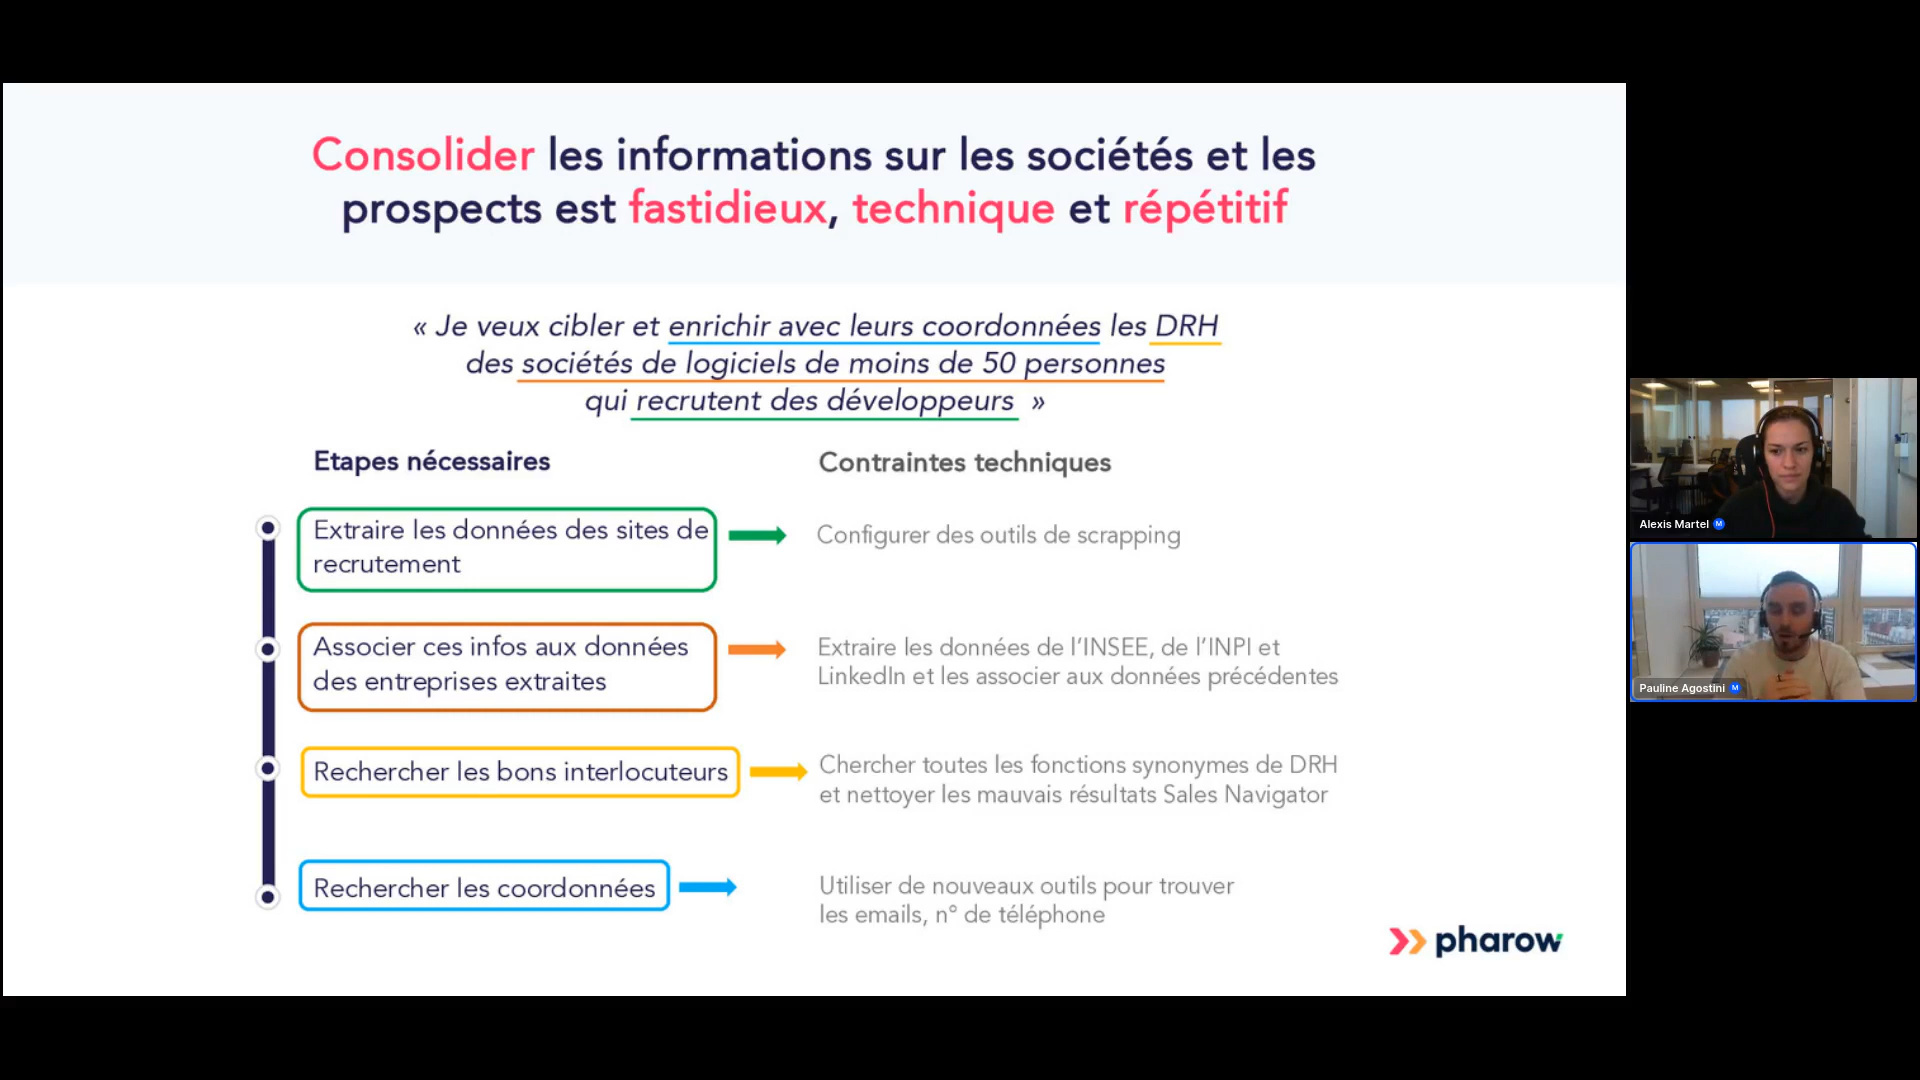 Consolider les informations sur les sociétés et les
prospects est fastidieux, technique et répétitif
« Je veux cibler et enrichir avec leurs coordonnées les DRH
des sociétés de logiciels de moins de 50 personnes
qui recrutent des développeurs »
Etapes nécessaires
Contraintes techniques
Extraire les données des sites de
recrutement
Configurer des outils de scrapping
Associer ces infos aux données
des entreprises extraites
Extraire les données de l'INSEE, de l'INPI et
LinkedIn et les associer aux données précédentes
Rechercher les bons interlocuteurs
Chercher toutes les fonctions synonymes de DRH
et nettoyer les mauvais résultats Sales Navigator
Rechercher les coordonnées
Utiliser de nouveaux outils pour trouver
les emails, n° de téléphone
pharow
Alexis Martel M
Pauline Agostini M